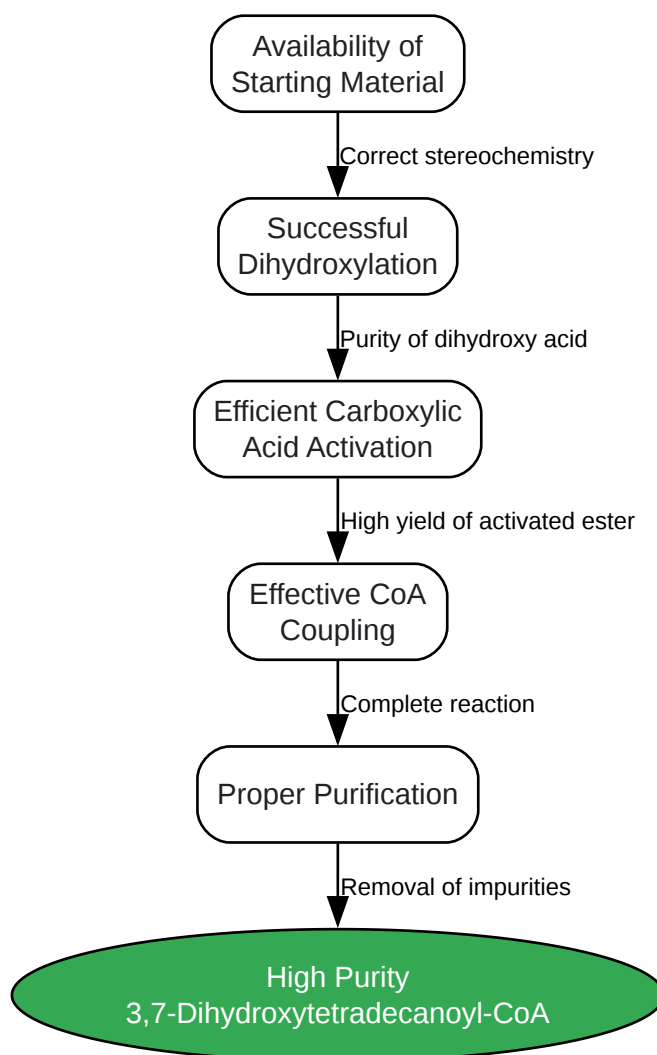 Availability of
Starting Material
Correct stereochemistry
Successful
Dihydroxylation
Purity of dihydroxy acid
Efficient Carboxylic
Acid Activation
High yield of activated ester
Effective CoA
Coupling
Complete reaction
Proper Purification
Removal of impurities
High Purity
3,7-Dihydroxytetradecanoyl-CoA